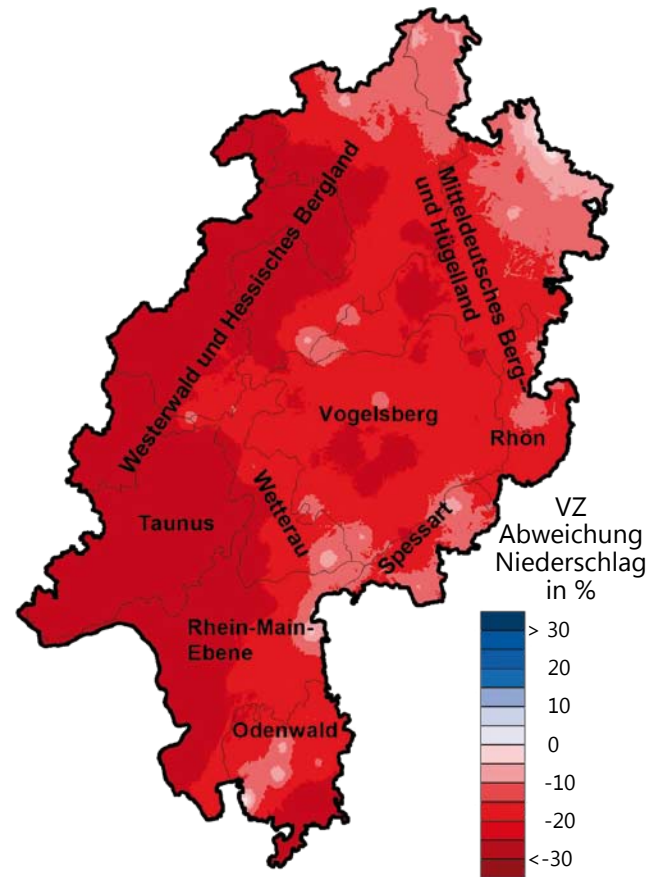 Westerwald und Hessisches Bergland
Mitteldeutsches Berg-
und Hügelland
Vogelsberg
Rhön
Taunus
Wetterau
Spessart
Rhein-Main-
Ebene
Odenwald
VZ
Abweichung
Niederschlag
in %
> 30
20
10
0
-10
-20
<-30